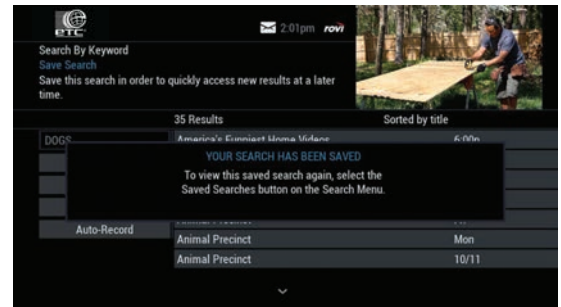 etc
2:01pm rovi
Search By Keyword
Save Search
Save this search in order to quickly access new results at a later
time.
35 Results Sorted by title
DOGS America's Funniest Home Videos 6:00p
YOUR SEARCH HAS BEEN SAVED
To view this saved search again, select the
Saved Searches button on the Search Menu.
Auto-Record
Animal Precinct Mon
Animal Precinct 10/11